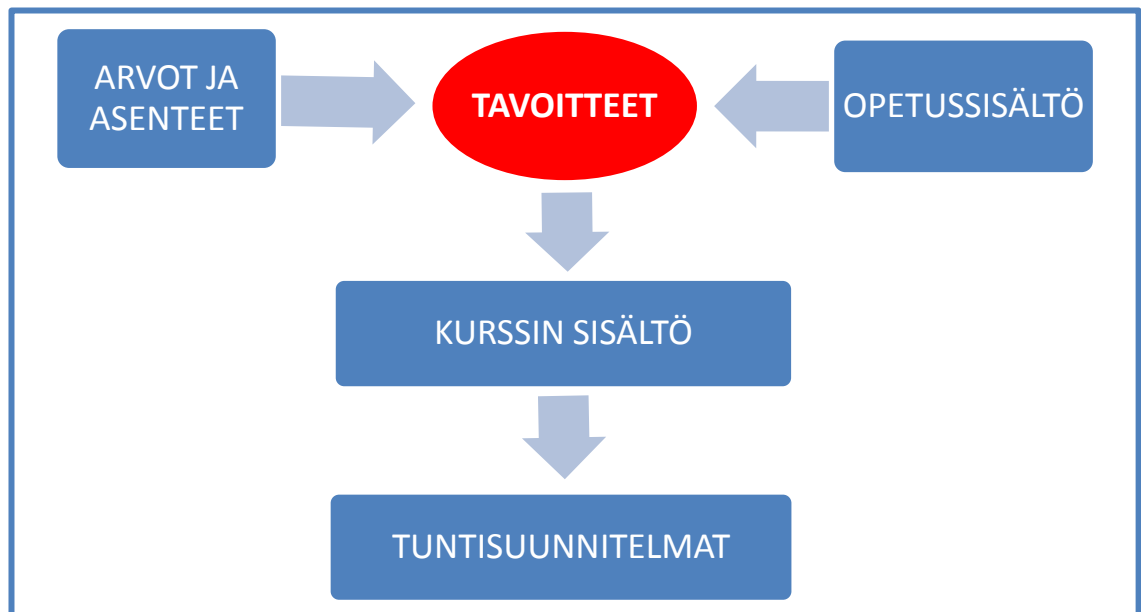 ARVOT JA
ASENTEET
TAVOITTEET
OPETUSSISÄLTÖ
KURSSIN SISÄLTÖ
TUNTISUUNNITELMAT